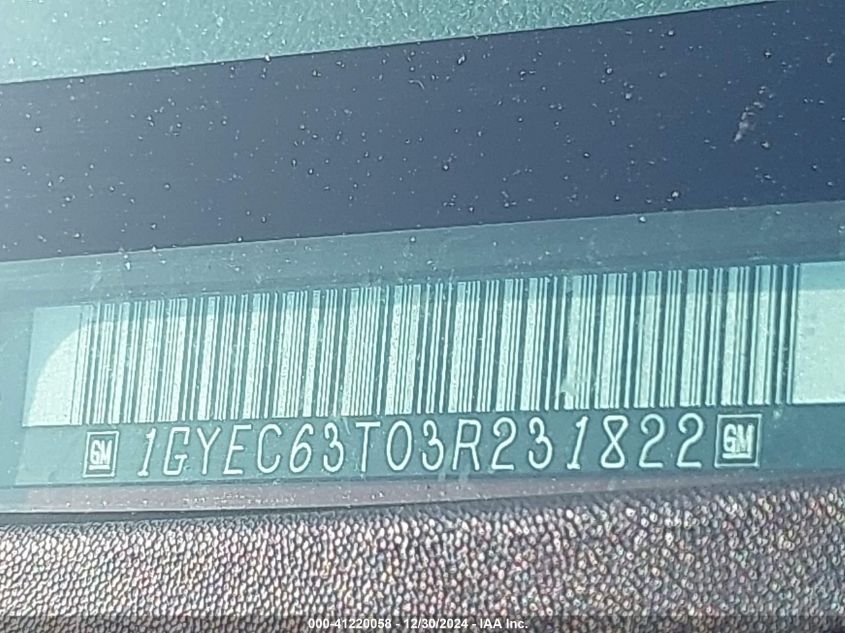 GM 1GYEC63T03R231822 GM
000-41220058 - 12/30/2024 - IAA Inc.